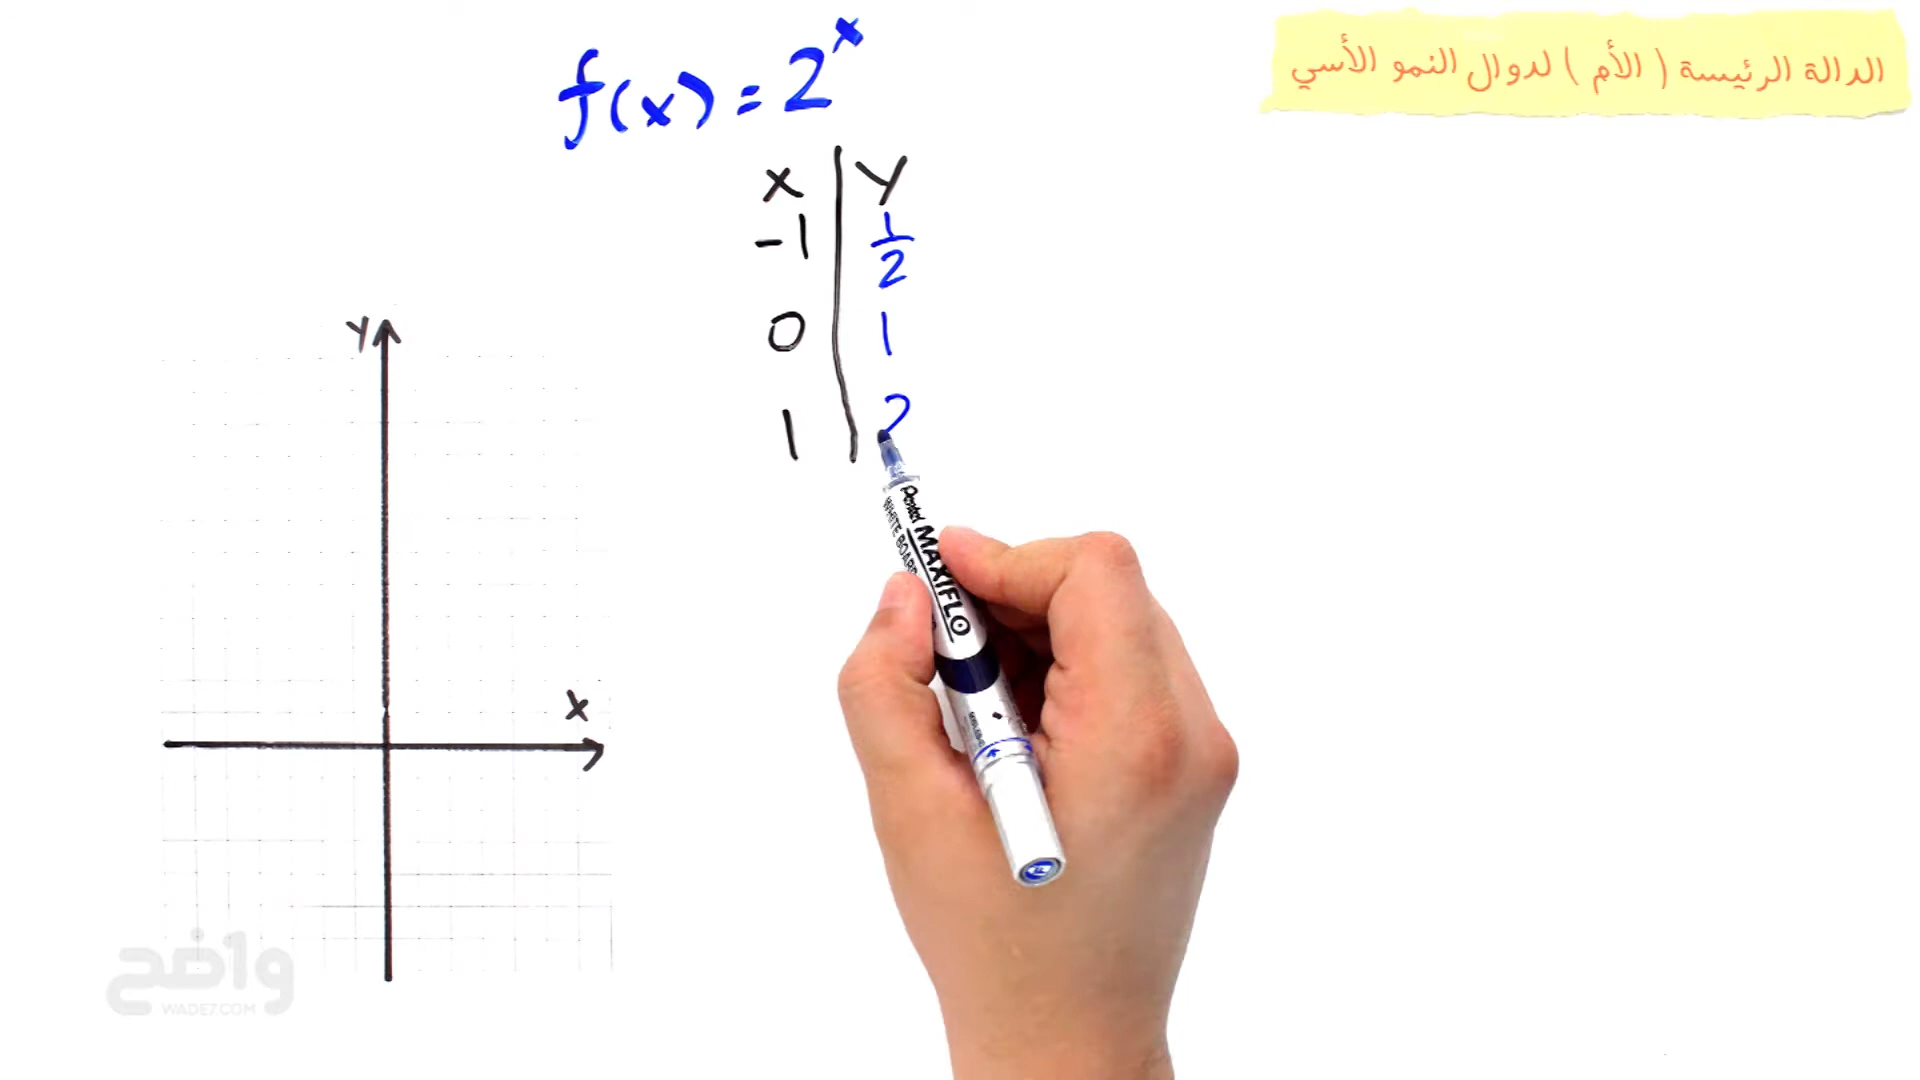 الدالة الرئيسة ( الأم ) لدوال النمو الأسي
f(x) = 2^x
x | y
-1 | 1/2
0 | 1
1 | 2
y
x
Pentel MAXIFLO
WHITE BOARD
واضح
WADE7.COM